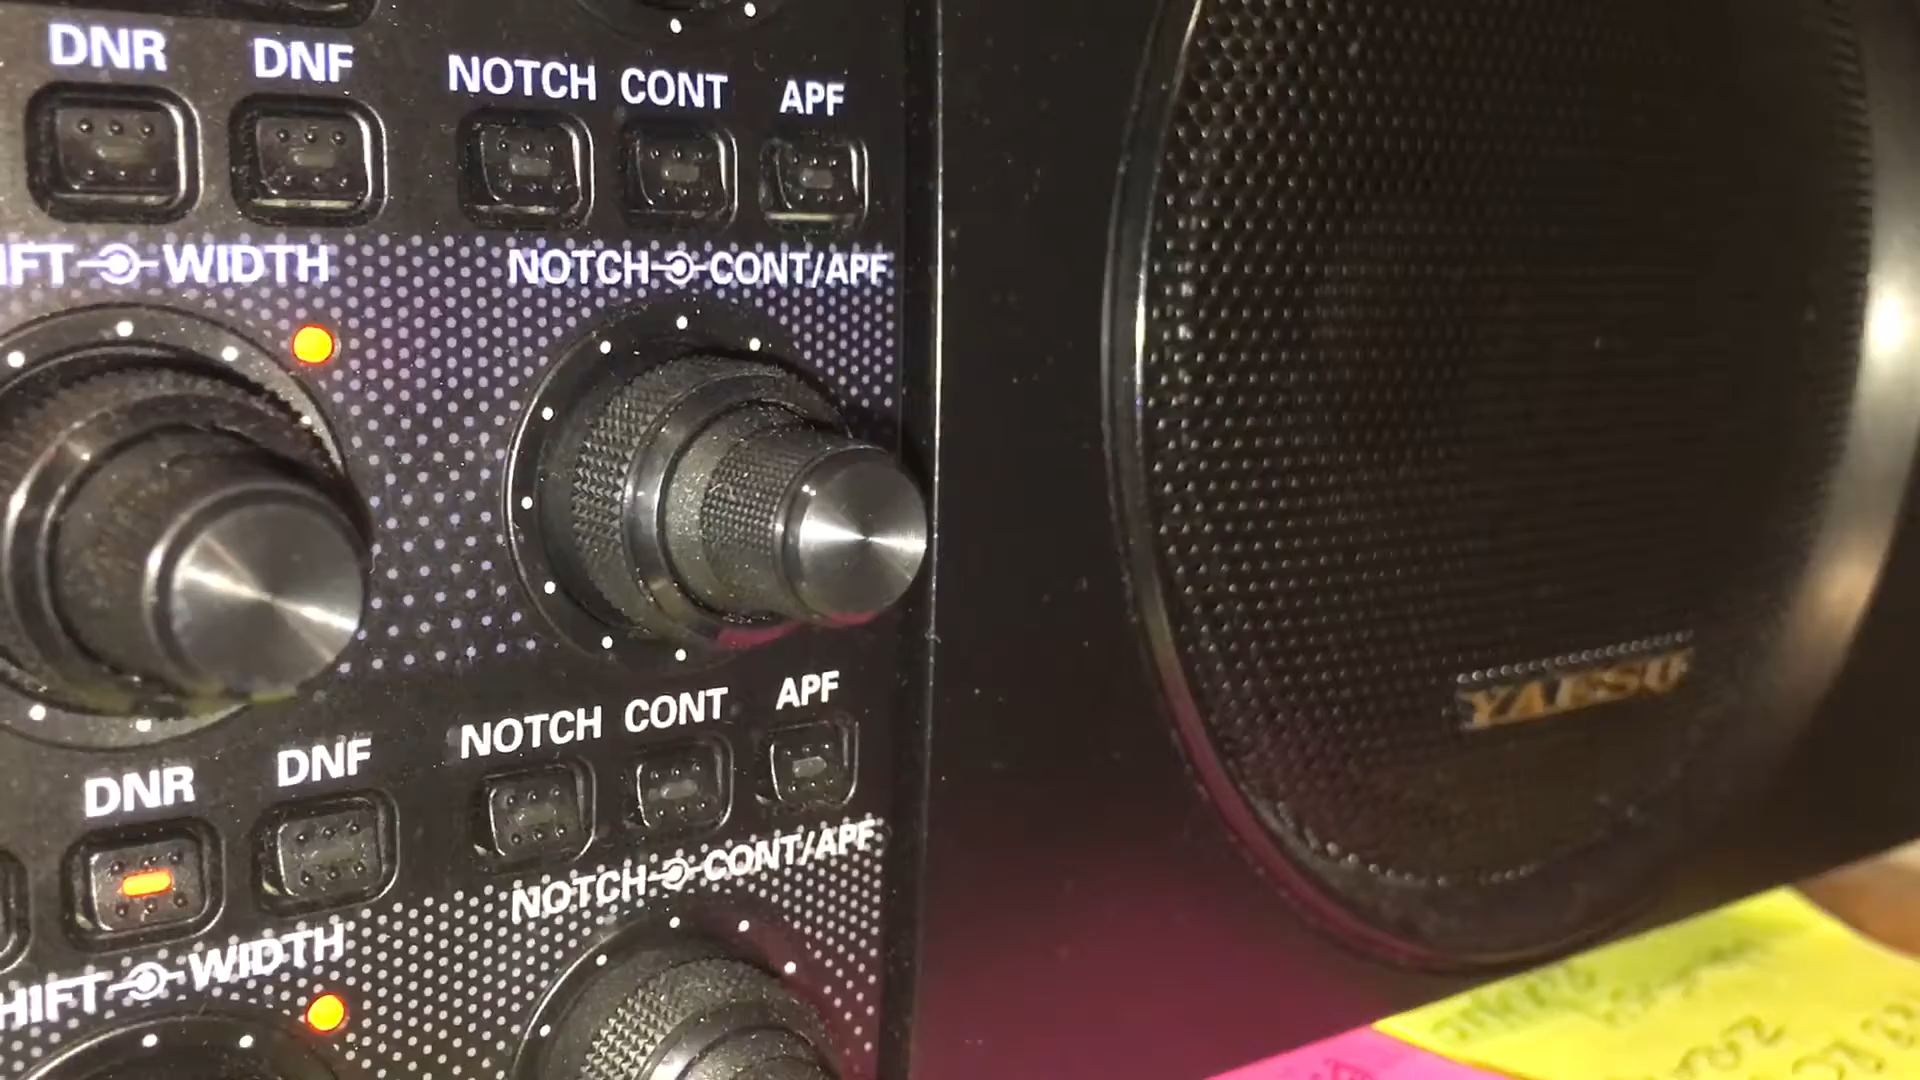 DNR DNF NOTCH CONT APF
IFT WIDTH NOTCH CONT/APF
DNR DNF NOTCH CONT APF
HIFT WIDTH NOTCH CONT/APF
YAESU